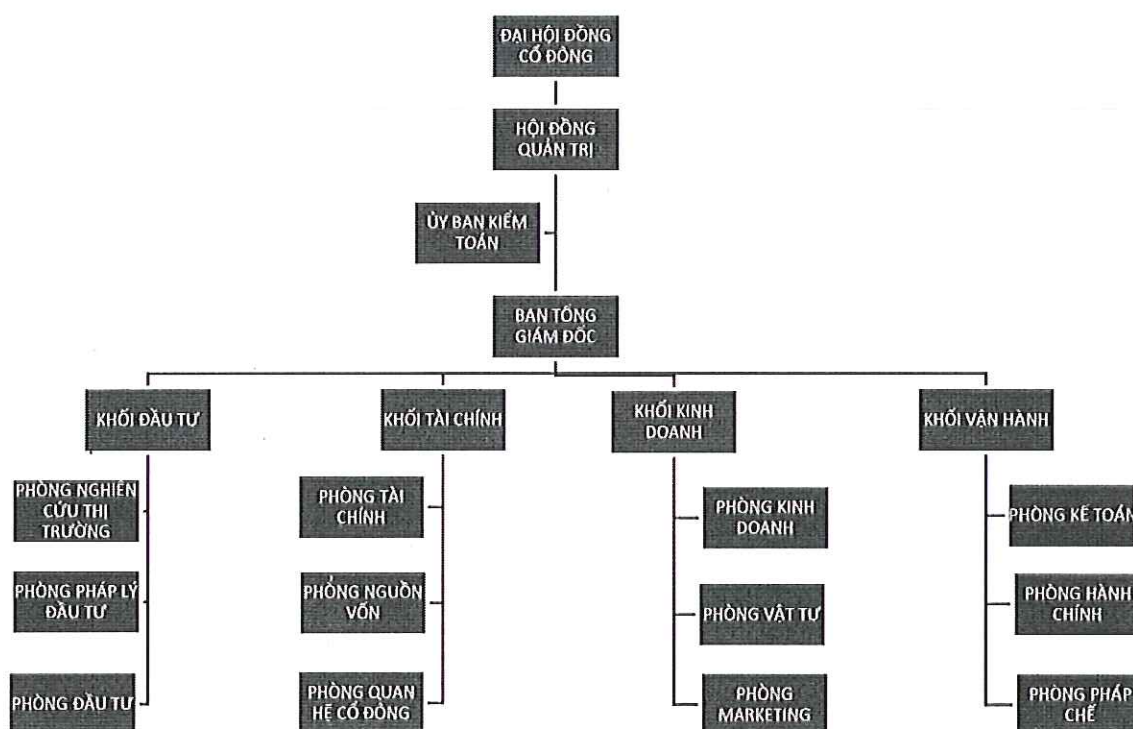 ĐẠI HỘI ĐỒNG
CỔ ĐÔNG
HỘI ĐỒNG
QUẢN TRỊ
ỦY BAN KIỂM
TOÁN
BAN TỔNG
GIÁM ĐỐC
KHỐI ĐẦU TƯ
KHỐI TÀI CHÍNH
KHỐI KINH
DOANH
KHỐI VẬN HÀNH
PHÒNG NGHIÊN
CỨU THỊ
TRƯỜNG
PHÒNG TÀI
CHÍNH
PHÒNG KINH
DOANH
PHÒNG KẾ TOÁN
PHÒNG PHÁP LÝ
ĐẦU TƯ
PHỎNG NGUỒN
VỐN
PHÒNG VẬT TƯ
PHÒNG HÀNH
CHÍNH
PHÒNG ĐẦU TƯ
PHÒNG QUAN
HỆ CỔ ĐÔNG
PHÒNG
MARKETING
PHÒNG PHÁP
CHẾ